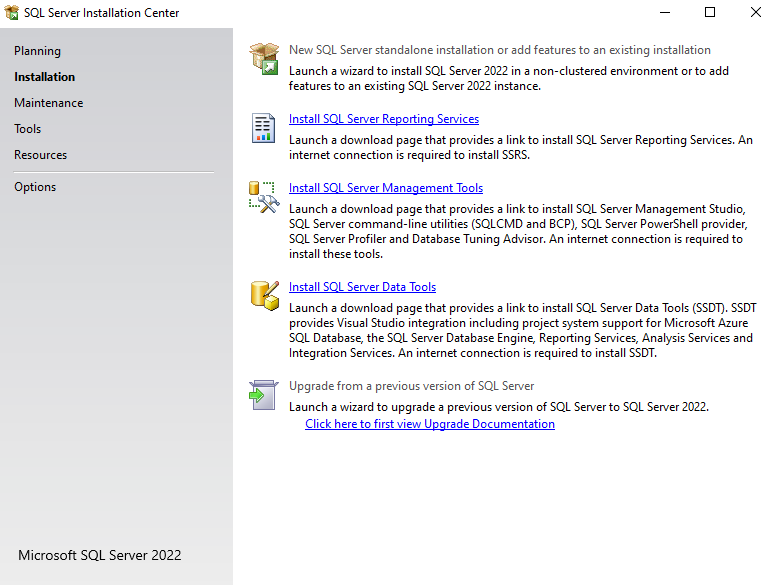 SQL Server Installation Center
Planning
Installation
Maintenance
Tools
Resources
Options
Microsoft SQL Server 2022
New SQL Server standalone installation or add features to an existing installation
Launch a wizard to install SQL Server 2022 in a non-clustered environment or to add
features to an existing SQL Server 2022 instance.
Install SQL Server Reporting Services
Launch a download page that provides a link to install SQL Server Reporting Services. An
internet connection is required to install SSRS.
Install SQL Server Management Tools
Launch a download page that provides a link to install SQL Server Management Studio,
SQL Server command-line utilities (SQLCMD and BCP), SQL Server PowerShell provider,
SQL Server Profiler and Database Tuning Advisor. An internet connection is required to
install these tools.
Install SQL Server Data Tools
Launch a download page that provides a link to install SQL Server Data Tools (SSDT). SSDT
provides Visual Studio integration including project system support for Microsoft Azure
SQL Database, the SQL Server Database Engine, Reporting Services, Analysis Services and
Integration Services. An internet connection is required to install SSDT.
Upgrade from a previous version of SQL Server
Launch a wizard to upgrade a previous version of SQL Server to SQL Server 2022.
Click here to first view Upgrade Documentation